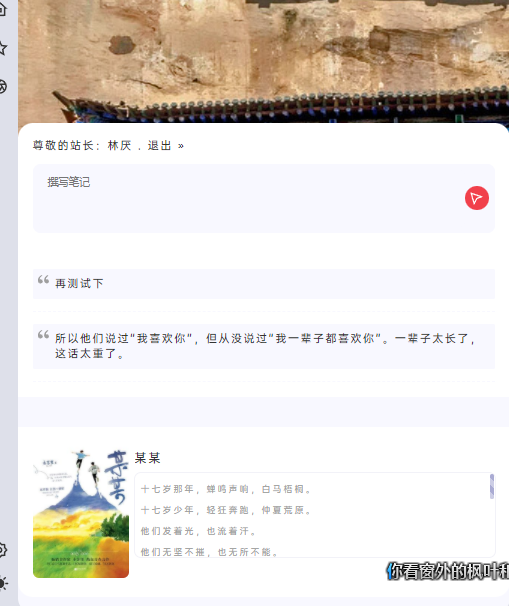 尊敬的站长：林厌 . 退出 »
撰写笔记
再测试下
所以他们说过“我喜欢你”，但从没说过“我一辈子都喜欢你”。一辈子太长了，
这话太重了。
某某
某某
十七岁那年，蝉鸣声响，白马梧桐。
十七岁少年，轻狂奔跑，仲夏荒原。
他们发着光，也流着汗。
他们无坚不摧，也无所不能。
你看窗外的枫叶和